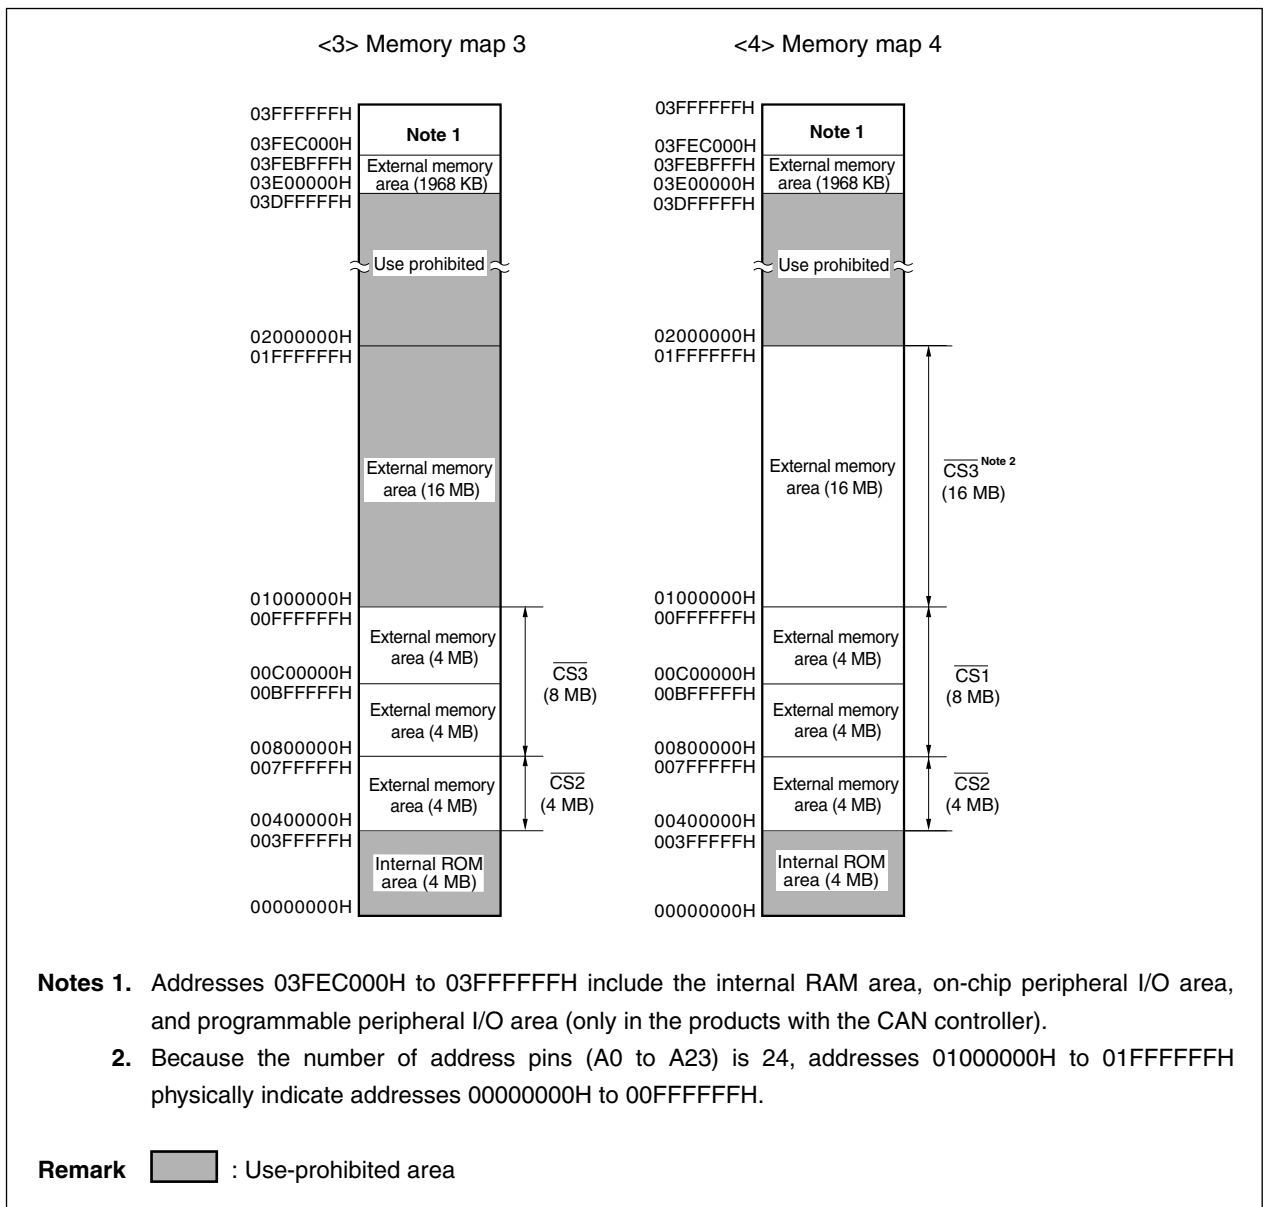 <3> Memory map 3
03FFFFFFH
Note 1
03FEC000H
03FEBFFFH
External memory
area (1968 KB)
03E00000H
03DFFFFFH
Use prohibited
02000000H
01FFFFFFH
External memory
area (16 MB)
01000000H
00FFFFFFH
External memory
area (4 MB)
CS3
(8 MB)
00C00000H
00BFFFFFH
External memory
area (4 MB)
00800000H
007FFFFFH
External memory
area (4 MB)
CS2
(4 MB)
00400000H
003FFFFFH
Internal ROM
area (4 MB)
00000000H
<4> Memory map 4
03FFFFFFH
Note 1
03FEC000H
03FEBFFFH
External memory
area (1968 KB)
03E00000H
03DFFFFFH
Use prohibited
02000000H
01FFFFFFH
External memory
area (16 MB)
CS3 Note 2
(16 MB)
01000000H
00FFFFFFH
External memory
area (4 MB)
CS1
(8 MB)
00C00000H
00BFFFFFH
External memory
area (4 MB)
00800000H
007FFFFFH
External memory
area (4 MB)
CS2
(4 MB)
00400000H
003FFFFFH
Internal ROM
area (4 MB)
00000000H
Notes 1. Addresses 03FEC000H to 03FFFFFFH include the internal RAM area, on-chip peripheral I/O area,
and programmable peripheral I/O area (only in the products with the CAN controller).
2. Because the number of address pins (A0 to A23) is 24, addresses 01000000H to 01FFFFFFH
physically indicate addresses 00000000H to 00FFFFFFH.
Remark : Use-prohibited area